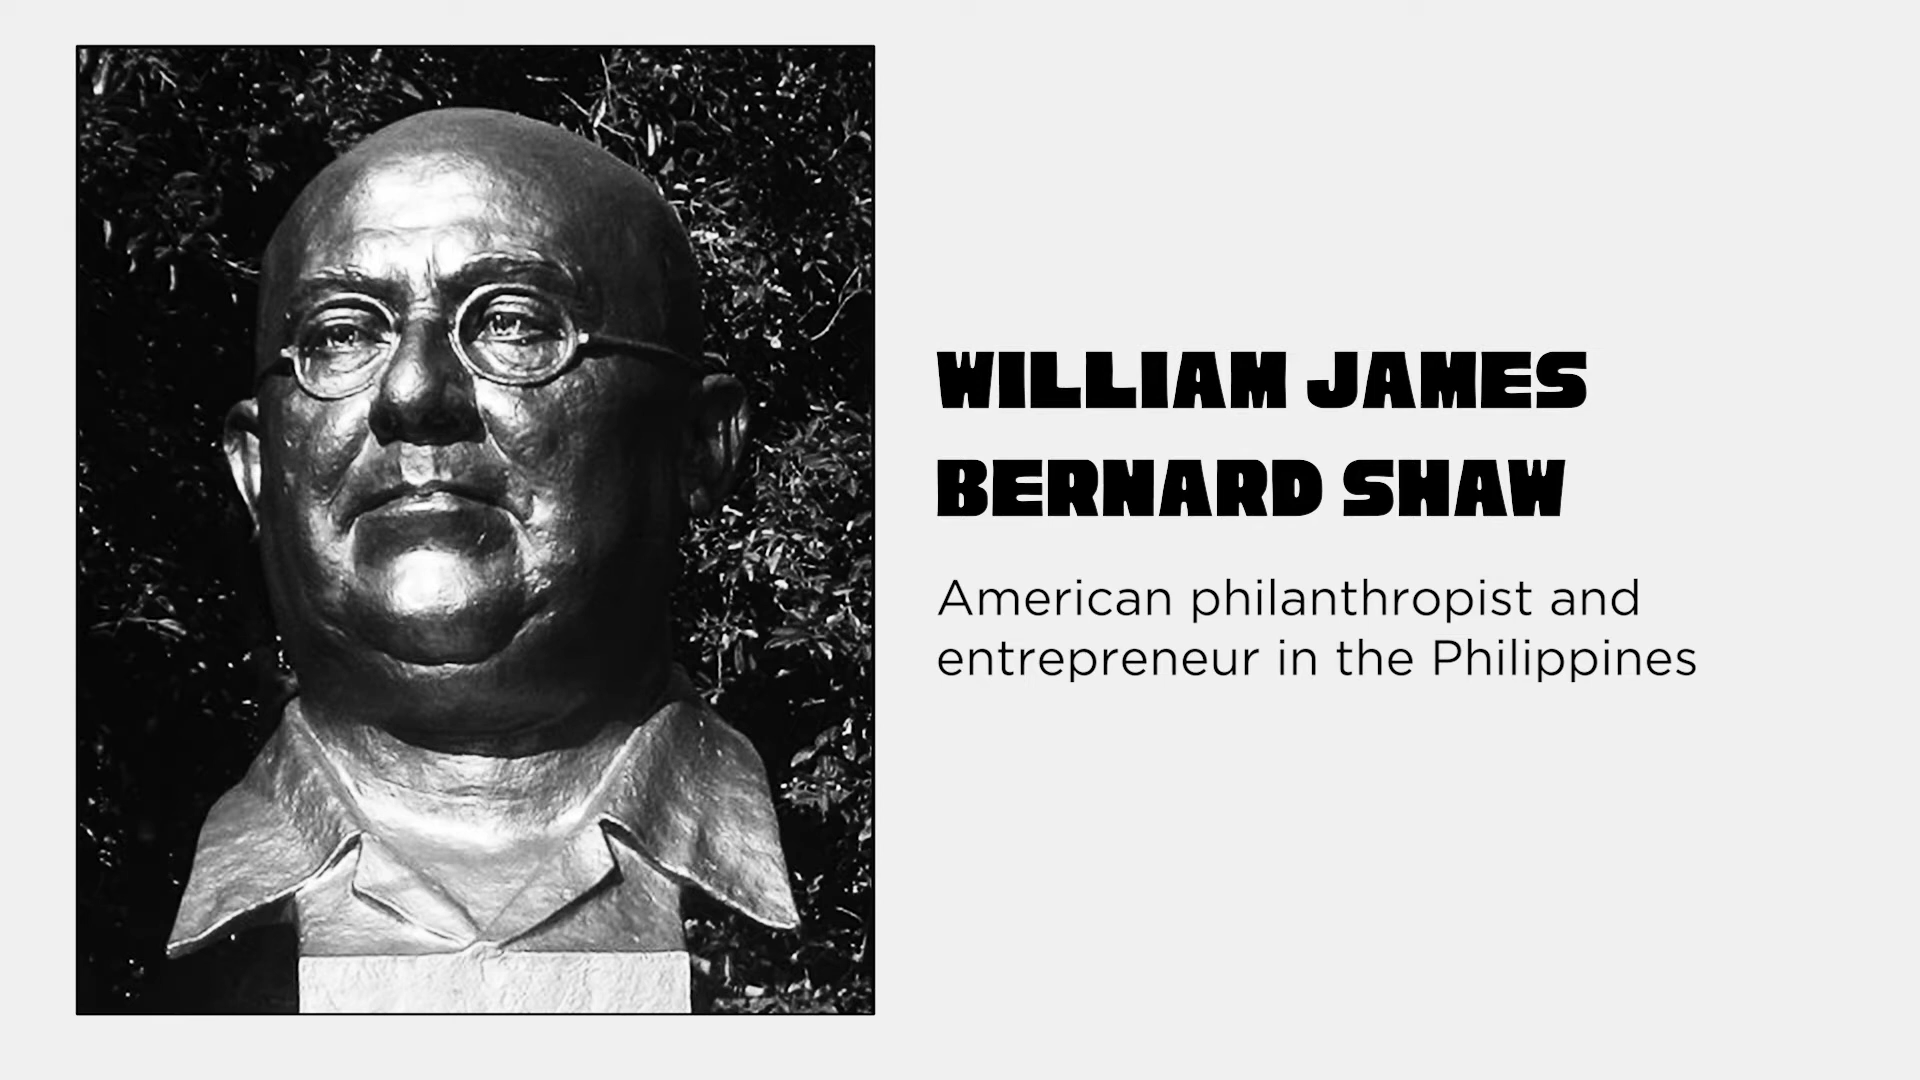 WILLIAM JAMES
BERNARD SHAW
American philanthropist and
entrepreneur in the Philippines